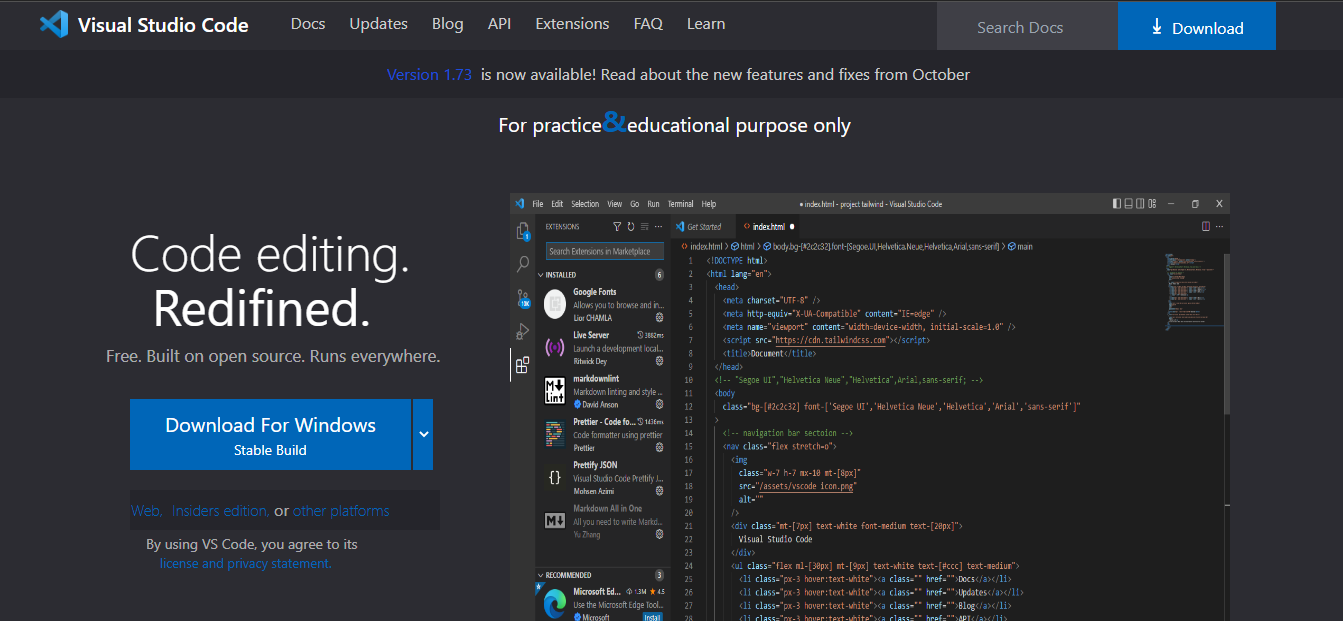 Visual Studio Code Docs Updates Blog API Extensions FAQ Learn Search Docs Download
Version 1.73 is now available! Read about the new features and fixes from October
For practice&educational purpose only
Code editing.
Redifined.
Free. Built on open source. Runs everywhere.
Download For Windows
Stable Build
Web, Insiders edition, or other platforms
By using VS Code, you agree to its
license and privacy statement.
File Edit Selection View Go Run Terminal Help ● index.html - project tailwind - Visual Studio Code
EXTENSIONS
Search Extensions in Marketplace
INSTALLED 6
Google Fonts
Allows you to browse and in...
Lior CHAMLA
Live Server 3882ms
Launch a development local...
Ritwick Dey
markdownlint
Markdown linting and style ...
David Anson
Prettier - Code fo... 1436ms
Code formatter using prettier
Prettier
Prettify JSON
Visual Studio Code Prettify J...
Mohsen Azimi
Markdown All in One
All you need to write Markd...
Yu Zhang
RECOMMENDED 3
Microsoft Ed... 1.3M 4.5
Use the Microsoft Edge Tool...
Microsoft Install
Get Started index.html
index.html > html > body.bg-[#2c2c32].font-[Segoe.UI,Helvetica.Neue,Helvetica,Arial,sans-serif] > main
1 <!DOCTYPE html>
2 <html lang="en">
3 <head>
4 <meta charset="UTF-8" />
5 <meta http-equiv="X-UA-Compatible" content="IE=edge" />
6 <meta name="viewport" content="width=device-width, initial-scale=1.0" />
7 <script src="https://cdn.tailwindcss.com"></script>
8 <title>Document</title>
9 </head>
10 <!-- "Segoe UI","Helvetica Neue","Helvetica",Arial,sans-serif; -->
11 <body
12 class="bg-[#2c2c32] font-['Segoe UI','Helvetica Neue','Helvetica','Arial','sans-serif']"
13 >
14 <!-- navigation bar sectoion -->
15 <nav class="flex stretch=o">
16 <img
17 class="w-7 h-7 mx-10 mt-[8px]"
18 src="/assets/vscode icon.png"
19 alt=""
20 />
21 <div class="mt-[7px] text-white font-medium text-[20px]">
22 Visual Studio Code
23 </div>
24 <ul class="flex ml-[30px] mt-[9px] text-white text-[#ccc] text-medium">
25 <li class="px-3 hover:text-white"><a class="" href="">Docs</a></li>
26 <li class="px-3 hover:text-white"><a class="" href="">Updates</a></li>
27 <li class="px-3 hover:text-white"><a class="" href="">Blog</a></li>
28 <li class="px-3 hover:text-white"><a class="" href="">API</a></li>